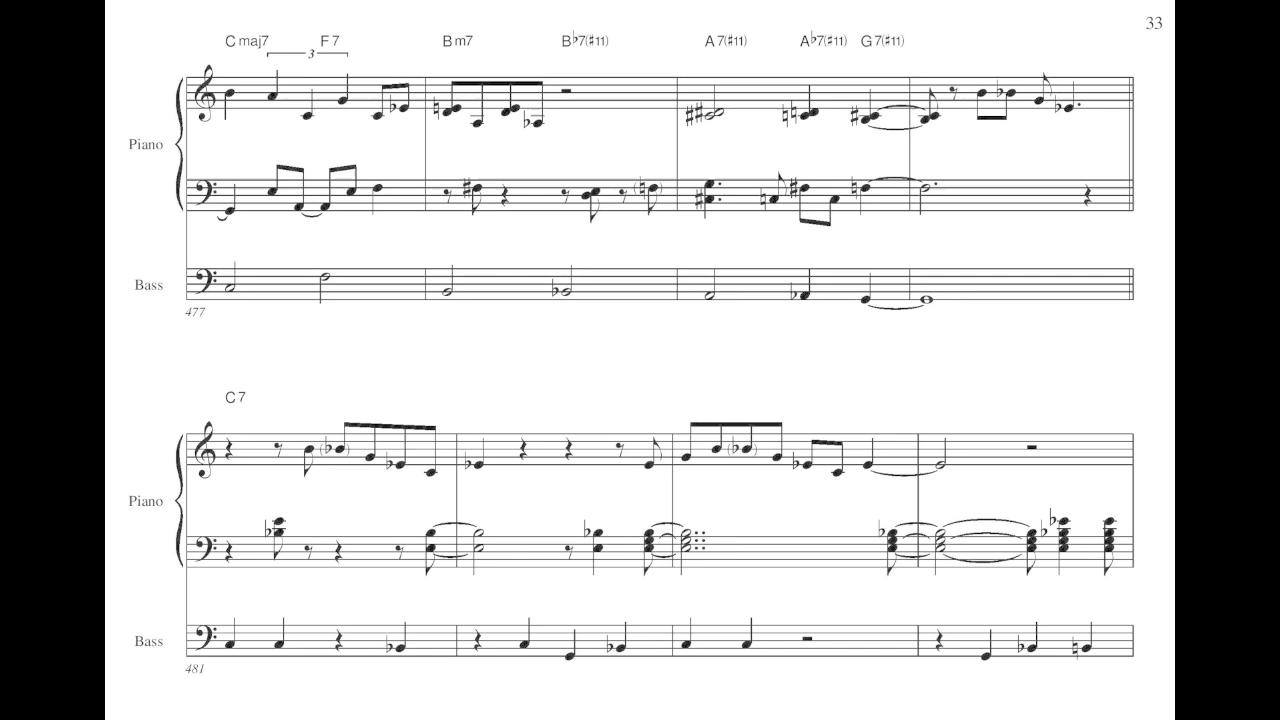 33
C maj7 F 7 B m7 B♭7(♯11) A 7(♯11) A♭7(♯11) G 7(♯11)
3
Piano
Bass
477
C 7
Piano
Bass
481